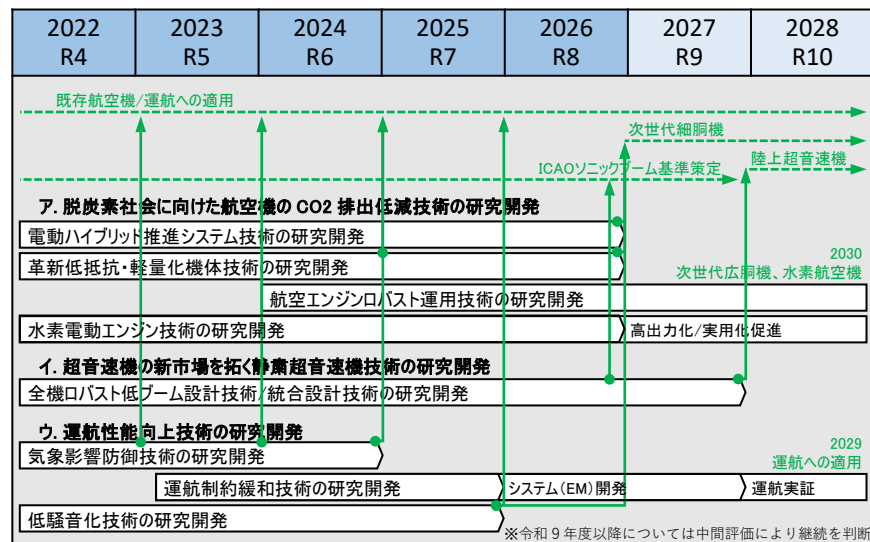 2022 2023 2024 2025 2026 2027 2028
R4 R5 R6 R7 R8 R9 R10
既存航空機/運航への適用
次世代細胴機
ICAOソニックブーム基準策定
陸上超音速機
ア. 脱炭素社会に向けた航空機の CO2 排出低減技術の研究開発
電動ハイブリッド推進システム技術の研究開発
革新低抵抗・軽量化機体技術の研究開発
2030
次世代広胴機、水素航空機
航空エンジンロバスト運用技術の研究開発
水素電動エンジン技術の研究開発
高出力化/実用化促進
イ. 超音速機の新市場を拓く静粛超音速機技術の研究開発
全機ロバスト低ブーム設計技術/統合設計技術の研究開発
ウ. 運航性能向上技術の研究開発
気象影響防御技術の研究開発
2029
運航への適用
運航制約緩和技術の研究開発
システム(EM)開発
運航実証
低騒音化技術の研究開発
※令和9年度以降については中間評価により継続を判断